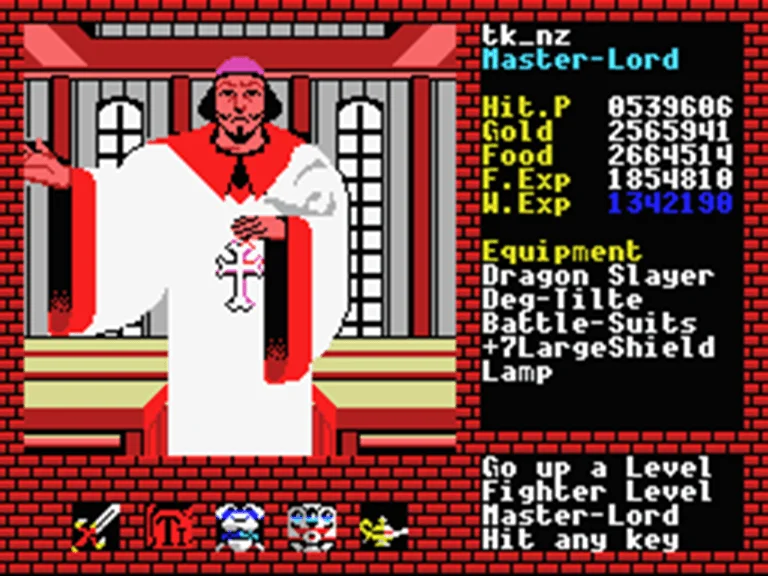 tk_nz
Master-Lord
Hit.P 0539606
Gold 2565941
Food 2664514
F.Exp 1854810
W.Exp 1342190
Equipment
Dragon Slayer
Deg-Tilte
Battle-Suits
+7LargeShield
Lamp
Go up a Level
Fighter Level
Master-Lord
Hit any key